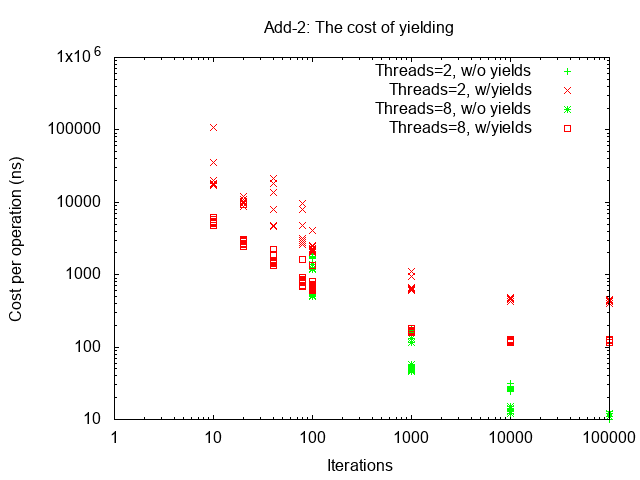 Add-2: The cost of yielding
1x10^6
100000
10000
1000
100
10
Cost per operation (ns)
Threads=2, w/o yields
Threads=2, w/yields
Threads=8, w/o yields
Threads=8, w/yields
1 10 100 1000 10000 100000
Iterations